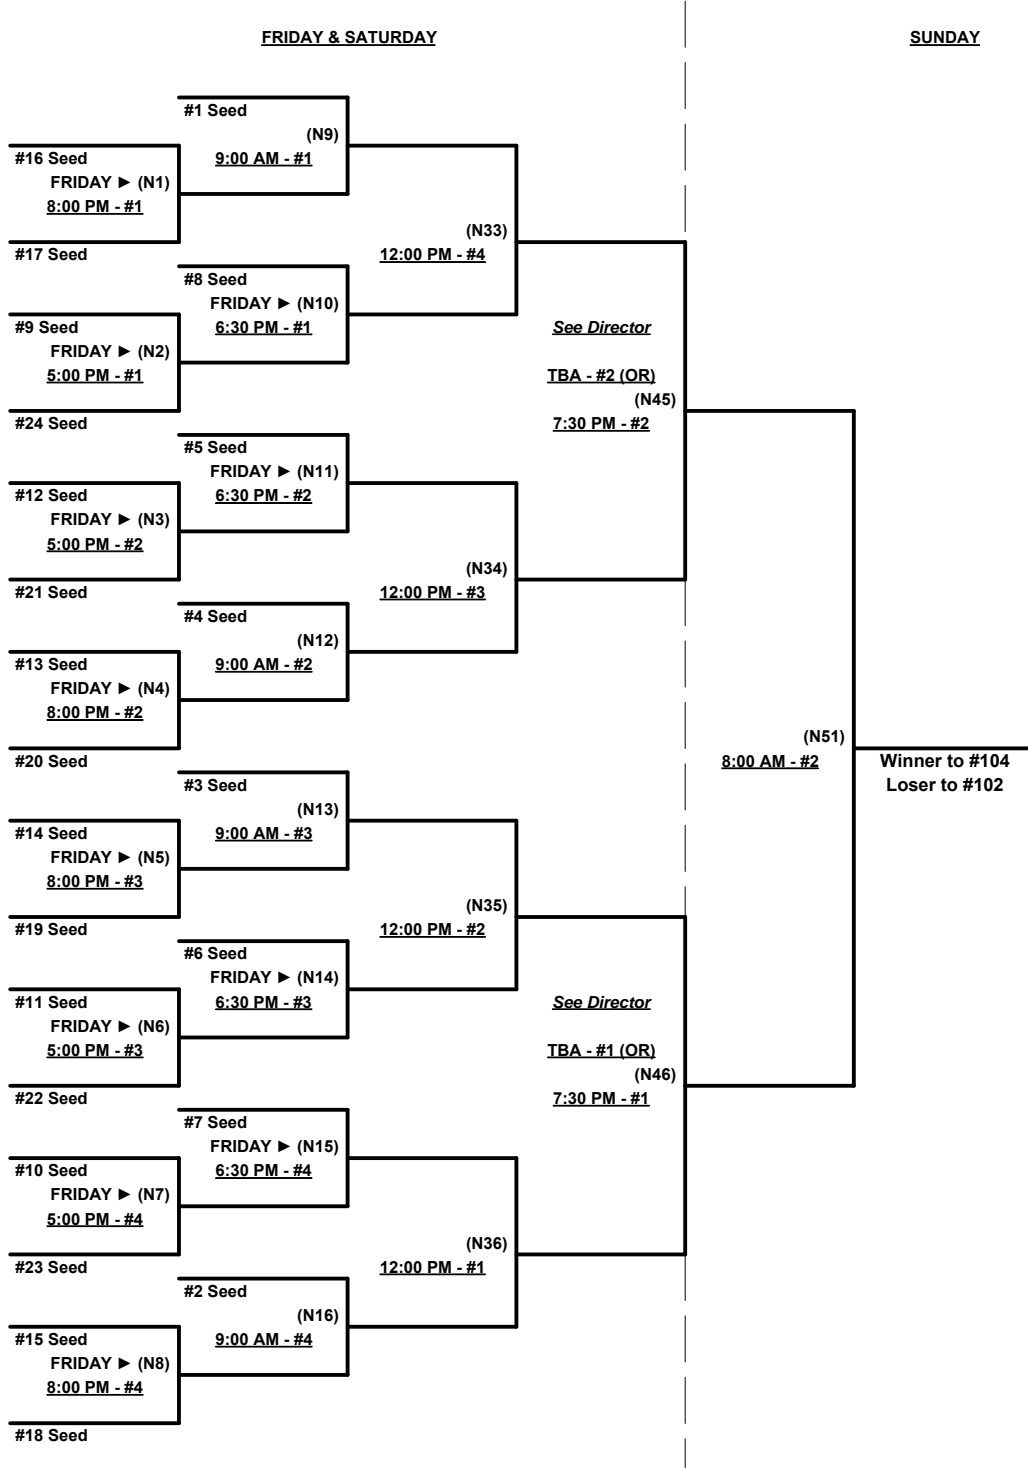 FRIDAY & SATURDAY
SUNDAY
#1 Seed
(N9)
9:00 AM - #1
#16 Seed
FRIDAY ► (N1)
8:00 PM - #1
#17 Seed
(N33)
12:00 PM - #4
#8 Seed
FRIDAY ► (N10)
6:30 PM - #1
#9 Seed
FRIDAY ► (N2)
5:00 PM - #1
#24 Seed
See Director
TBA - #2 (OR)
(N45)
7:30 PM - #2
#5 Seed
FRIDAY ► (N11)
6:30 PM - #2
#12 Seed
FRIDAY ► (N3)
5:00 PM - #2
#21 Seed
(N34)
12:00 PM - #3
#4 Seed
(N12)
9:00 AM - #2
#13 Seed
FRIDAY ► (N4)
8:00 PM - #2
#20 Seed
(N51)
8:00 AM - #2
Winner to #104
Loser to #102
#3 Seed
(N13)
9:00 AM - #3
#14 Seed
FRIDAY ► (N5)
8:00 PM - #3
#19 Seed
(N35)
12:00 PM - #2
#6 Seed
FRIDAY ► (N14)
6:30 PM - #3
#11 Seed
FRIDAY ► (N6)
5:00 PM - #3
#22 Seed
See Director
TBA - #1 (OR)
(N46)
7:30 PM - #1
#7 Seed
FRIDAY ► (N15)
6:30 PM - #4
#10 Seed
FRIDAY ► (N7)
5:00 PM - #4
#23 Seed
(N36)
12:00 PM - #1
#2 Seed
(N16)
9:00 AM - #4
#15 Seed
FRIDAY ► (N8)
8:00 PM - #4
#18 Seed